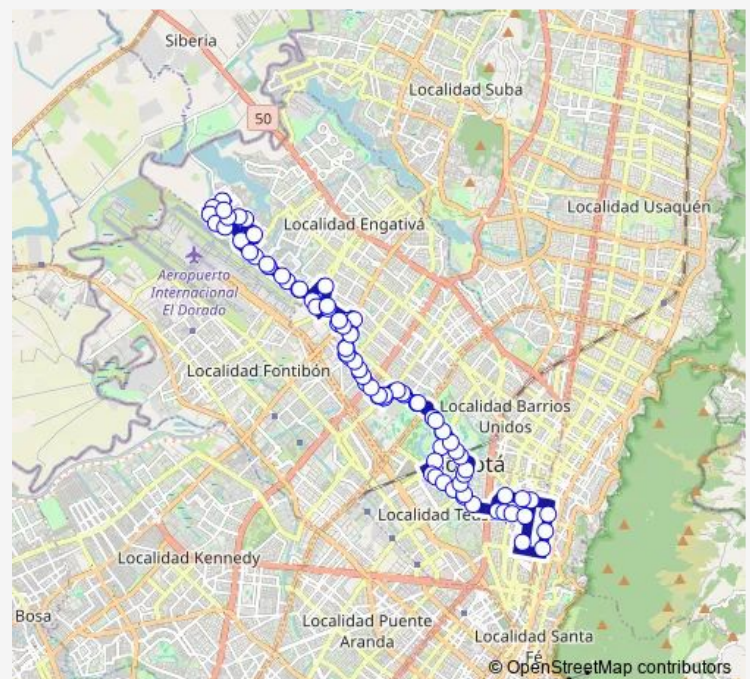 Siberia
Localidad Suba
50
Localidad Usaquén
Localidad Engativá
Aeropuerto
Internacional
El Dorado
Localidad Fontibón
Localidad Barrios
Unidos
Localidad
Localidad Kennedy
Bosa
Localidad Puente
Aranda
Localidad Santa
Fé
© OpenStreetMap contributors